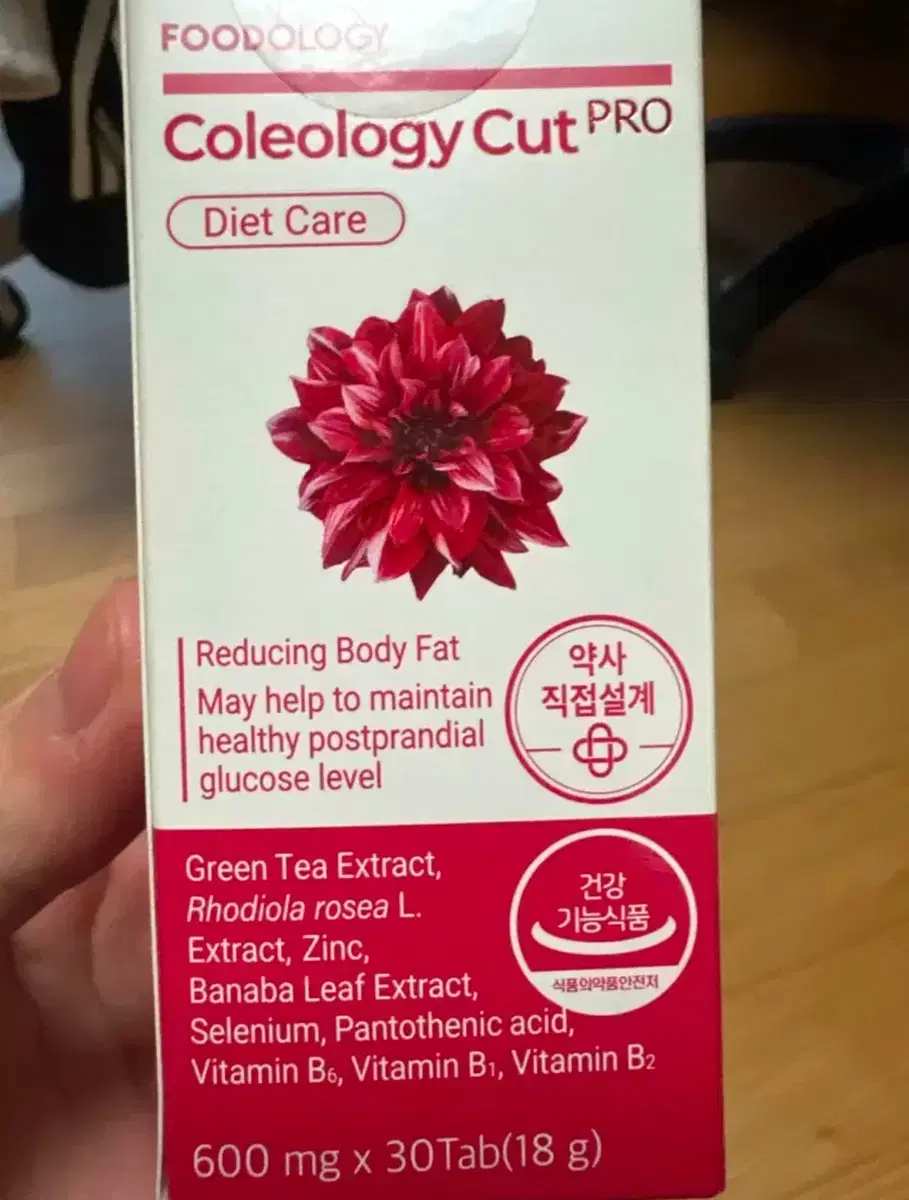 FOODOLOGY
Coleology Cut PRO
Diet Care
Reducing Body Fat
May help to maintain
healthy postprandial
glucose level
약사
직접설계
Green Tea Extract,
Rhodiola rosea L.
Extract, Zinc,
Banaba Leaf Extract,
Selenium, Pantothenic acid,
Vitamin B₆, Vitamin B₁, Vitamin B₂
건강
기능식품
식품의약품안전처
600 mg x 30Tab(18 g)